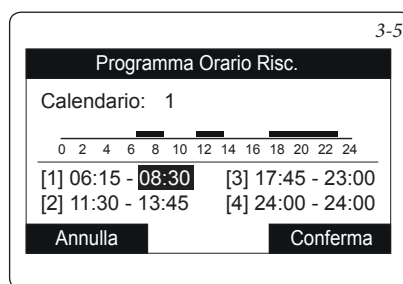 3-5
Programma Orario Risc.
Calendario: 1
0 2 4 6 8 10 12 14 16 18 20 22 24
[1] 06:15 - 08:30 [3] 17:45 - 23:00
[2] 11:30 - 13:45 [4] 24:00 - 24:00
Annulla Conferma